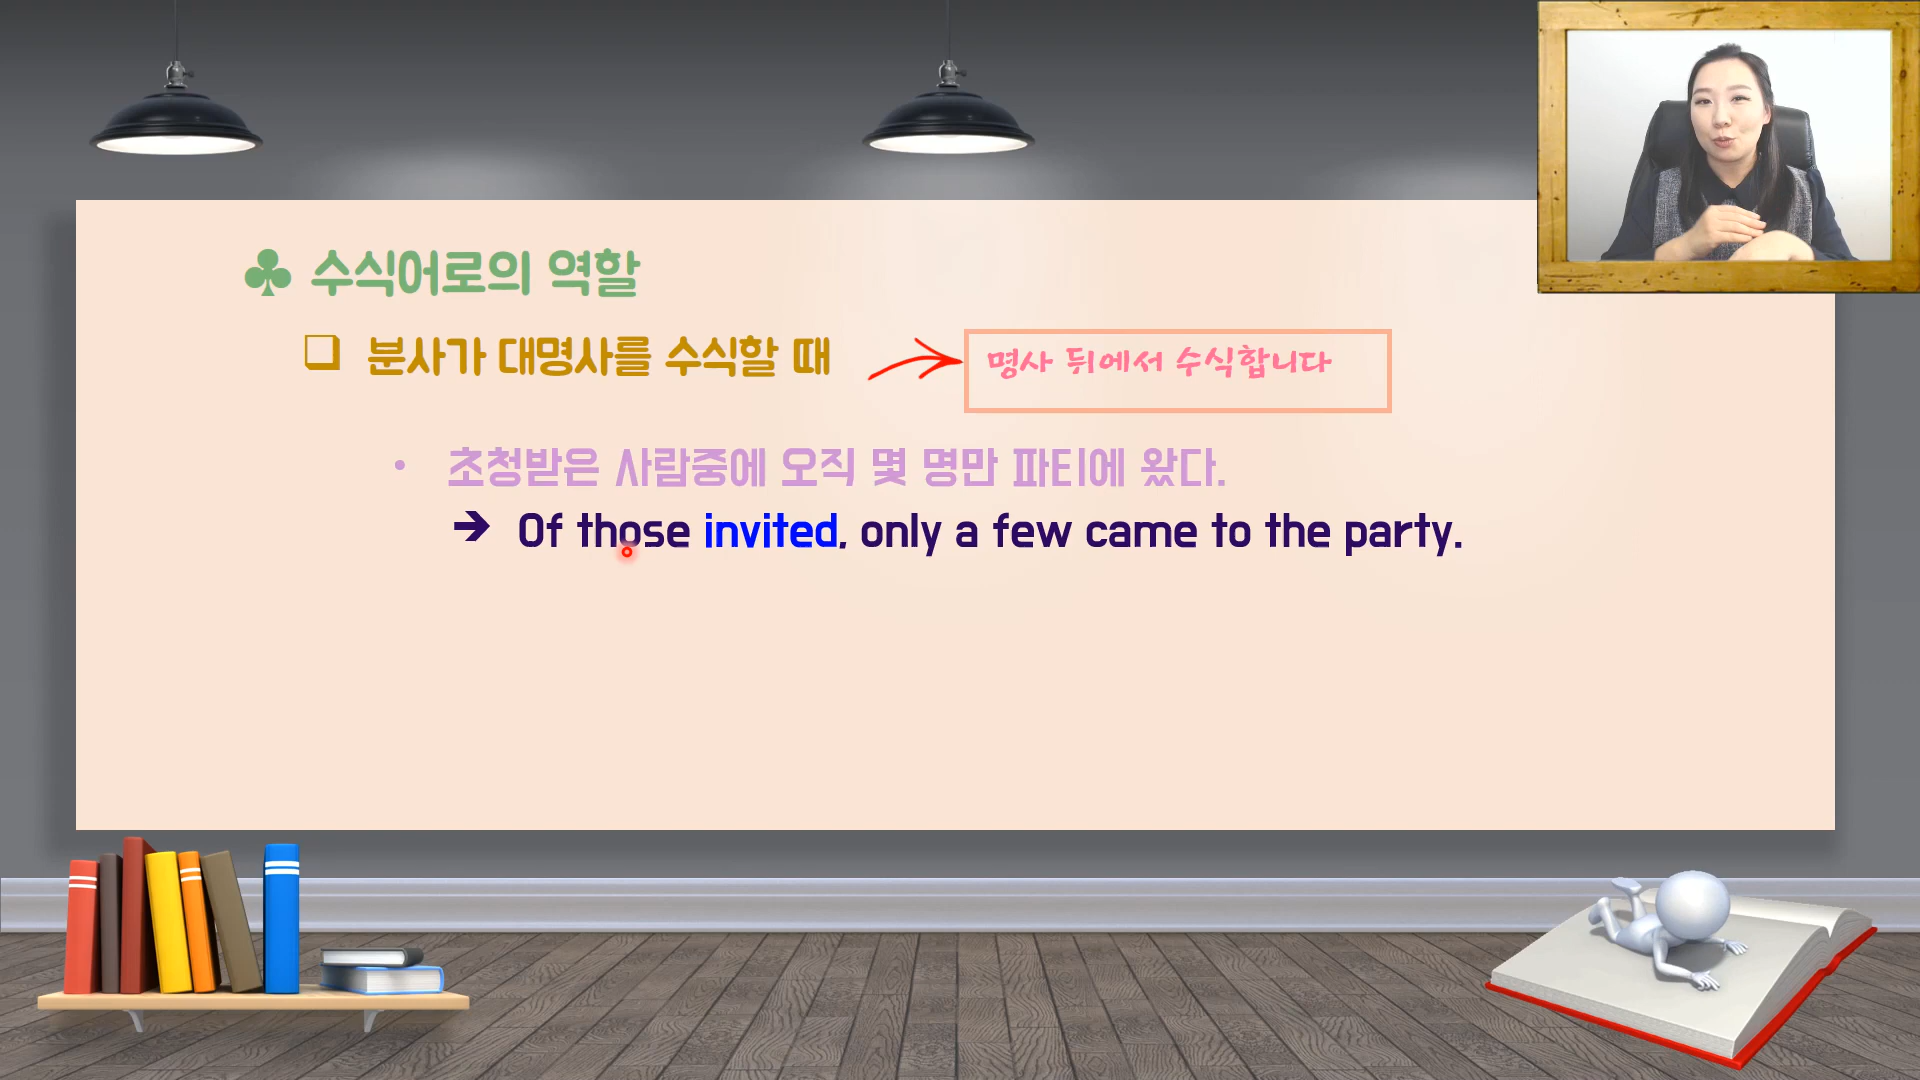 ♣ 수식어로의 역할
❑ 분사가 대명사를 수식할 때
명사 뒤에서 수식합니다
• 초청받은 사람중에 오직 몇 명만 파티에 왔다.
➔ Of those invited, only a few came to the party.